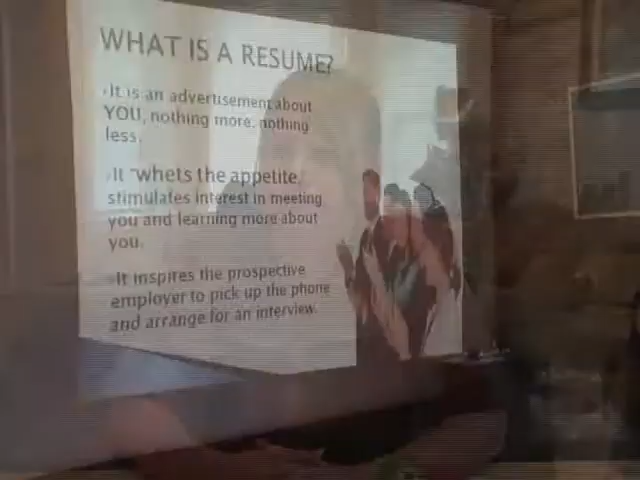 WHAT IS A RESUME?
It is an advertisement about
YOU, nothing more, nothing
less.
It "whets the appetite,
stimulates interest in meeting
you and learning more about
you.
It inspires the prospective
employer to pick up the phone
and arrange for an interview.